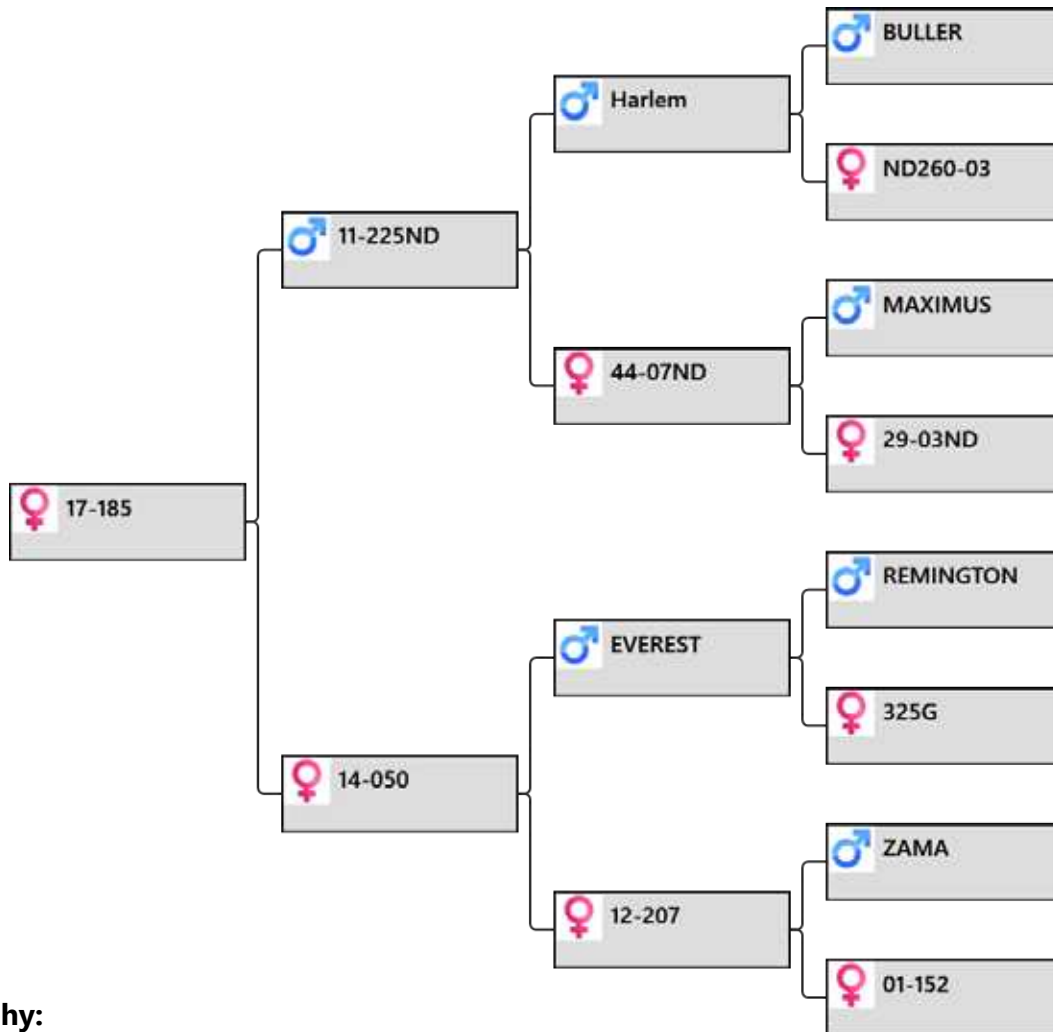 BULLER
Harlem
ND260-03
11-225ND
MAXIMUS
44-07ND
29-03ND
17-185
REMINGTON
EVEREST
325G
14-050
ZAMA
12-207
01-152
hy: